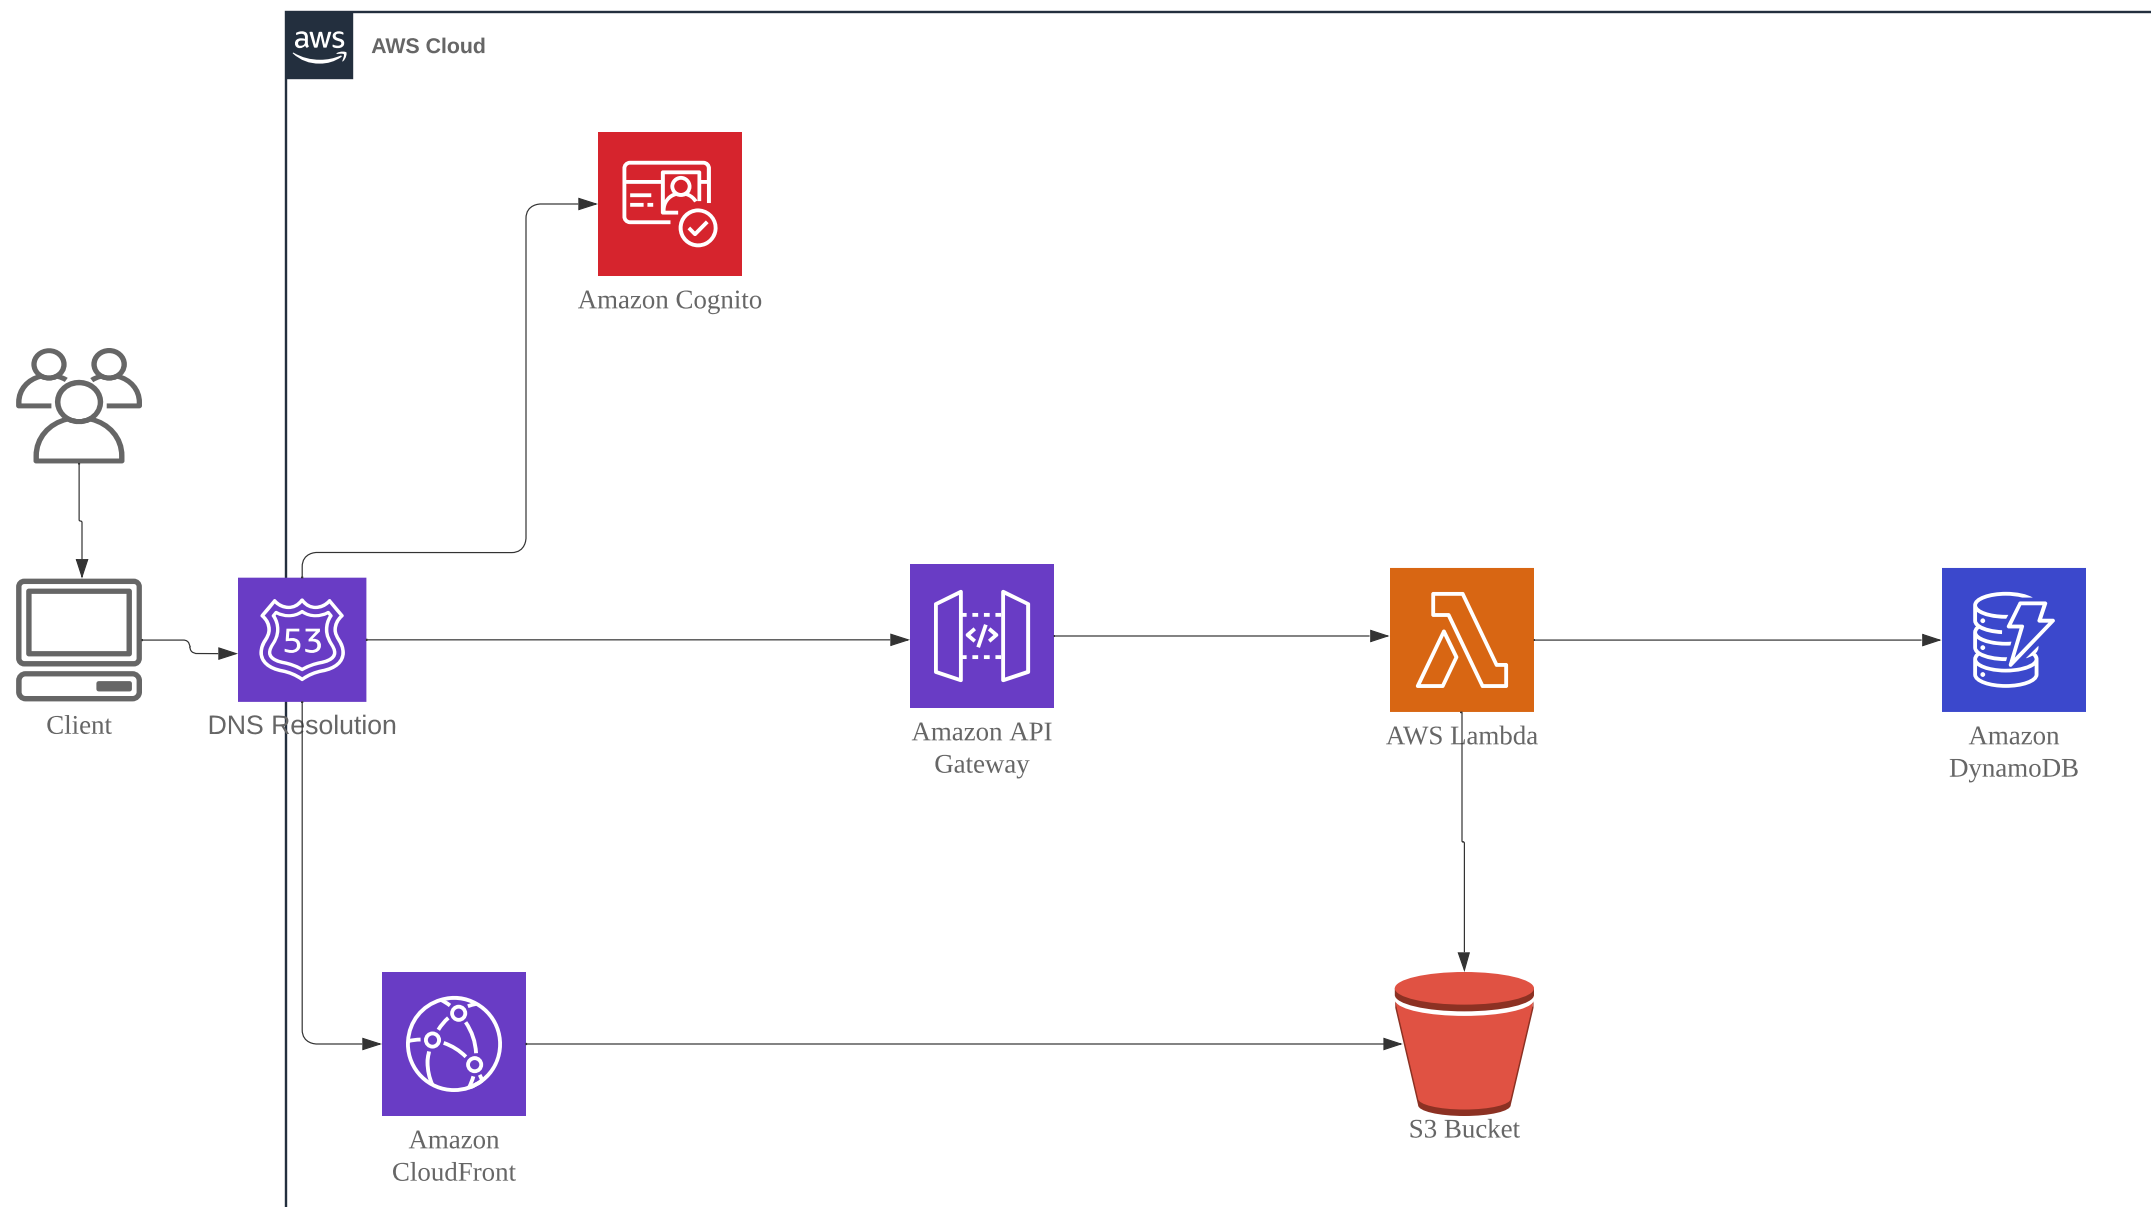 aws
AWS Cloud
Amazon Cognito
53
</>
Client
DNS Resolution
Amazon API
Gateway
AWS Lambda
Amazon
DynamoDB
Amazon
CloudFront
S3 Bucket